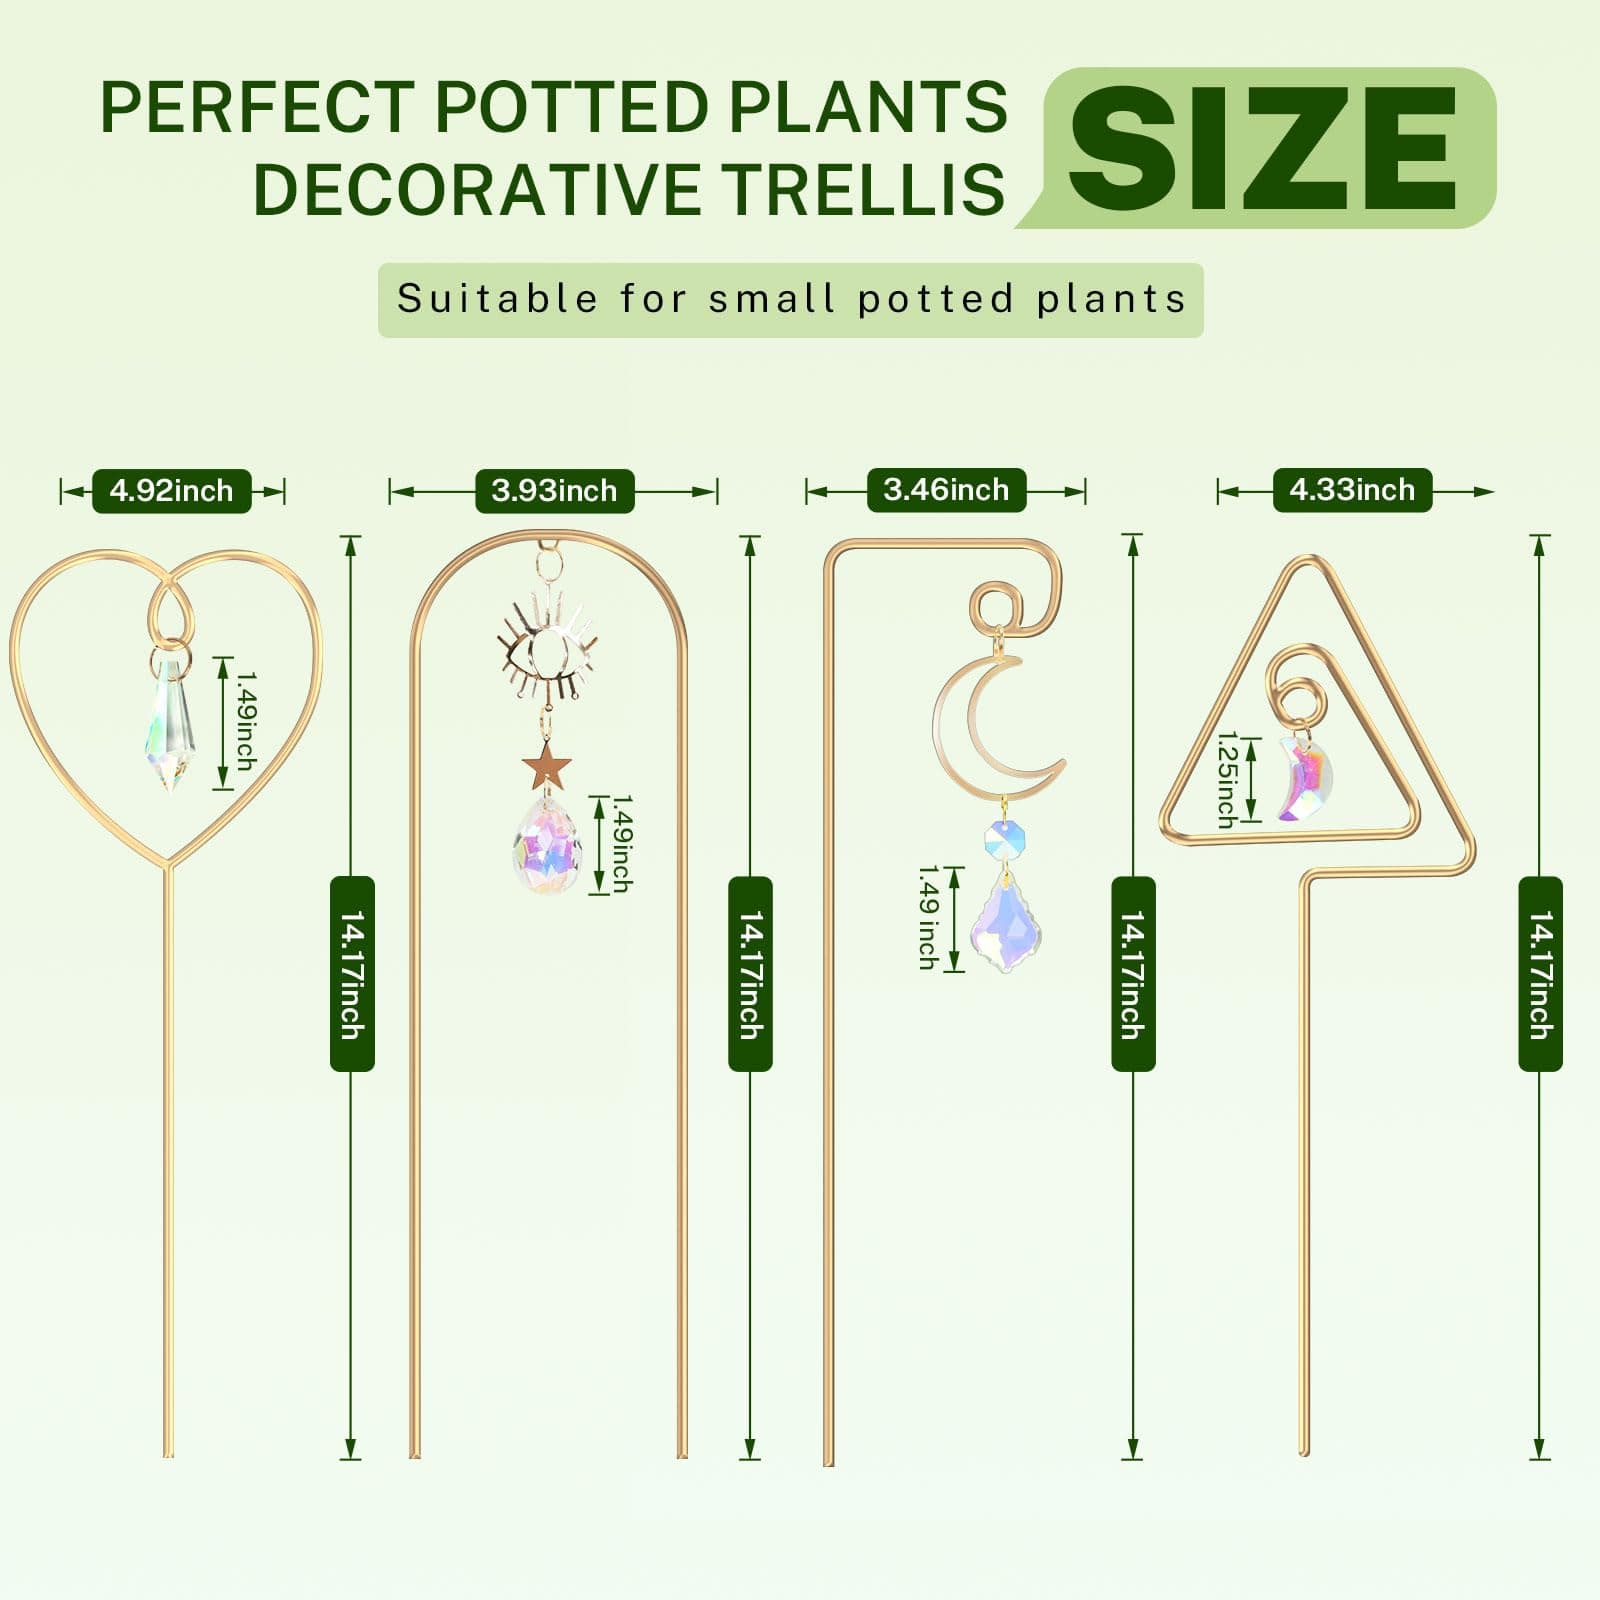 PERFECT POTTED PLANTS
DECORATIVE TRELLIS
SIZE
Suitable for small potted plants
4.92inch
3.93inch
3.46inch
4.33inch
1.49inch
14.17inch
1.49inch
14.17inch
1.49 inch
14.17inch
1.25inch
14.17inch